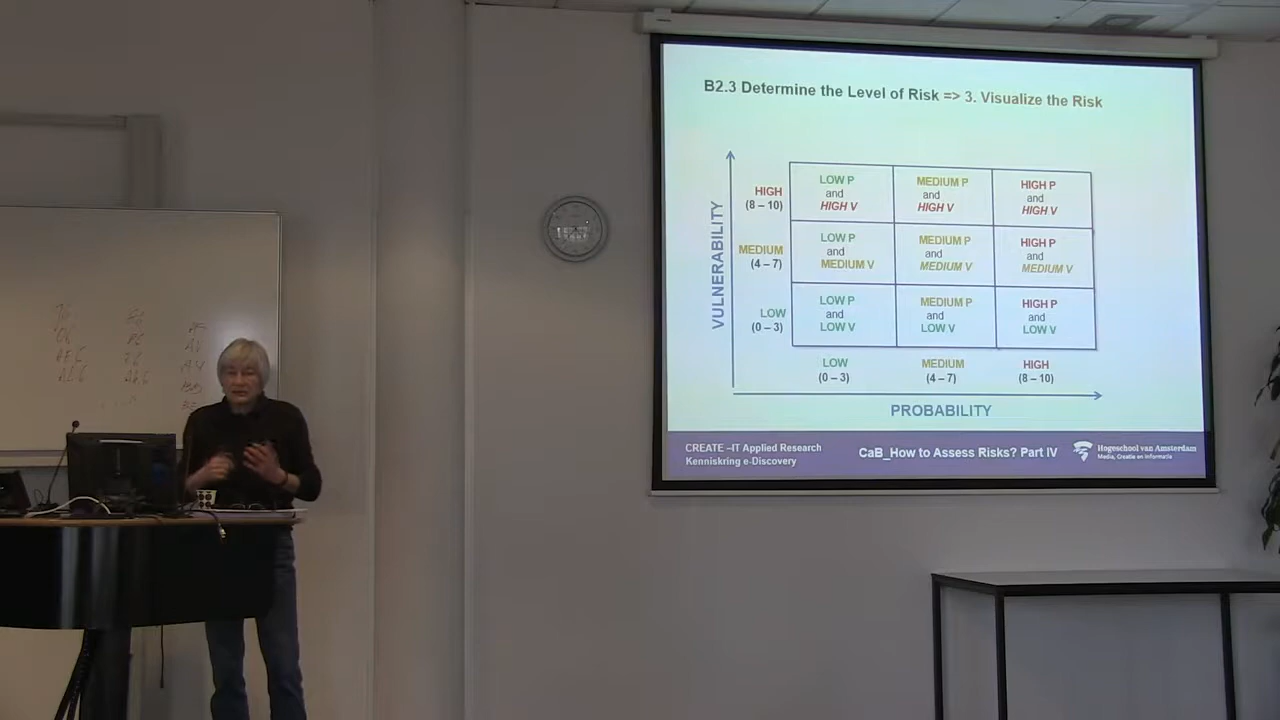 B2.3 Determine the Level of Risk => 3. Visualize the Risk
VULNERABILITY
HIGH
(8 – 10)
LOW P
and
HIGH V
MEDIUM P
and
HIGH V
HIGH P
and
HIGH V
MEDIUM
(4 – 7)
LOW P
and
MEDIUM V
MEDIUM P
and
MEDIUM V
HIGH P
and
MEDIUM V
LOW
(0 – 3)
LOW P
and
LOW V
MEDIUM P
and
LOW V
HIGH P
and
LOW V
LOW
(0 – 3)
MEDIUM
(4 – 7)
HIGH
(8 – 10)
PROBABILITY
CREATE –IT Applied Research
Kenniskring e-Discovery
CaB_How to Assess Risks? Part IV
Hogeschool van Amsterdam
Media, Creatie en Informatie